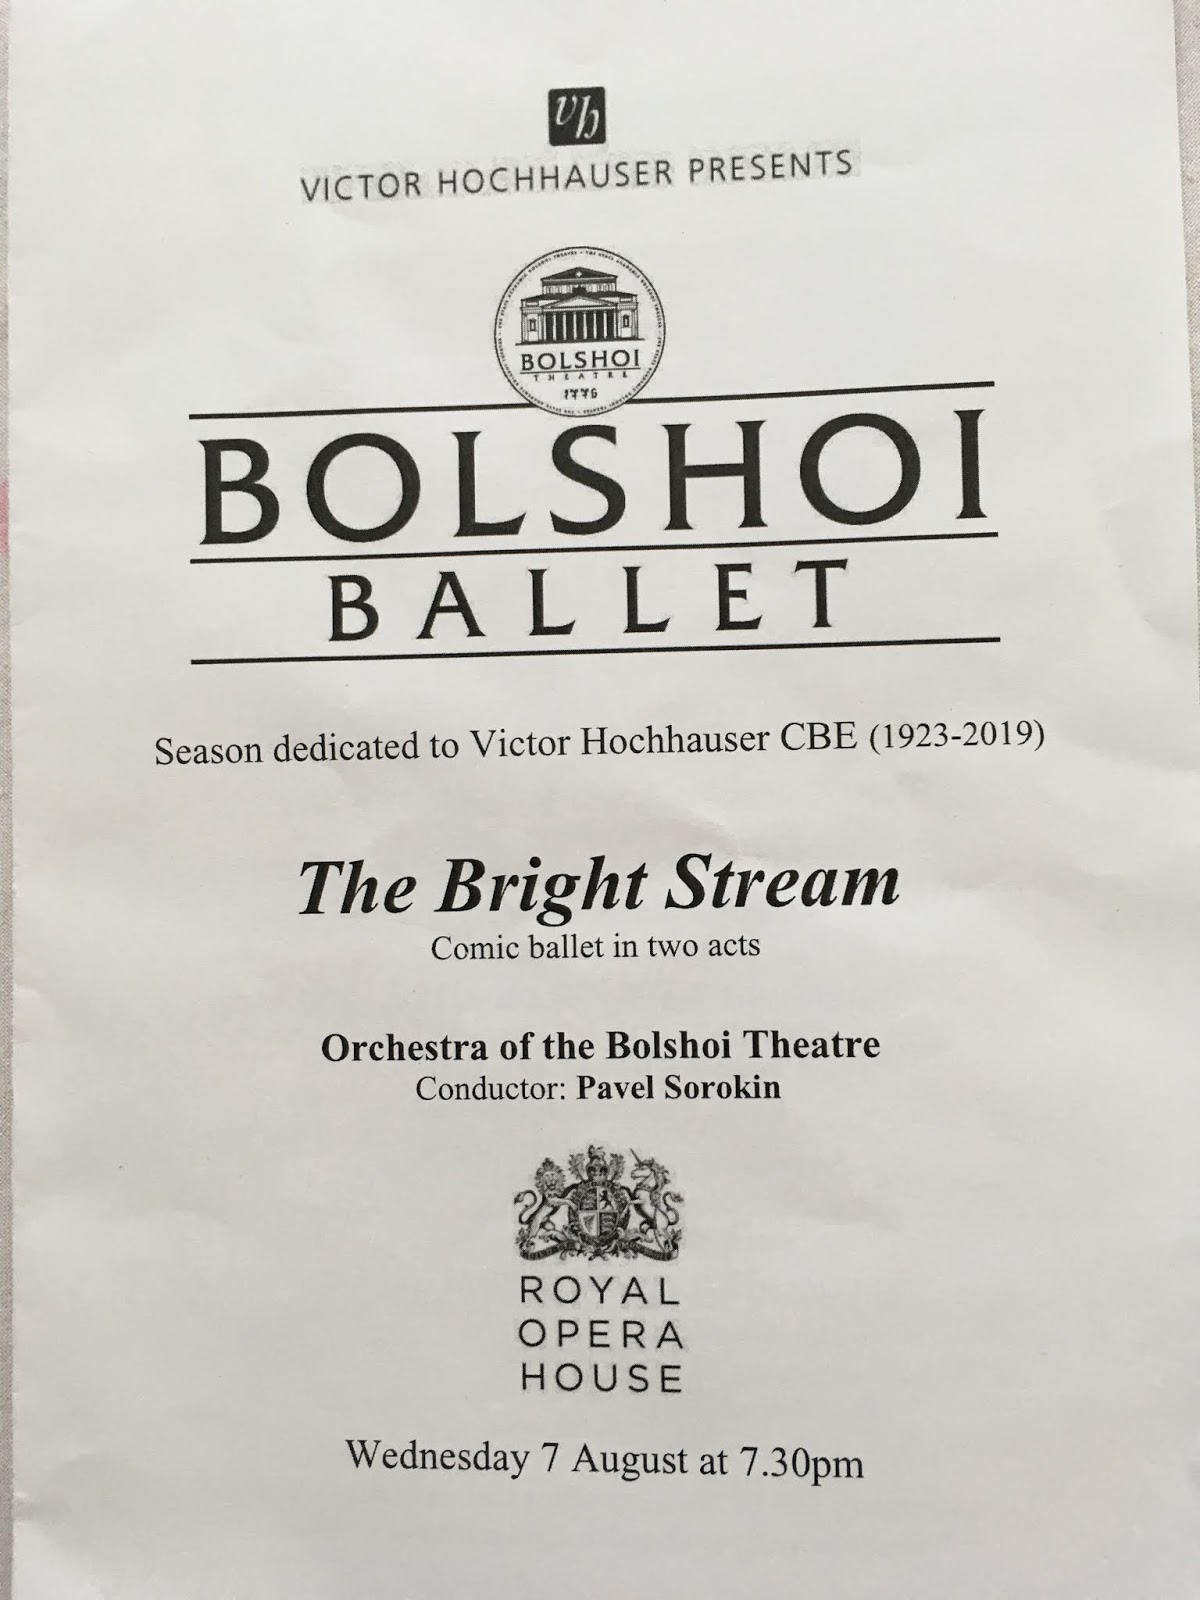 vh
VICTOR HOCHHAUSER PRESENTS
BOLSHOI
THEATRE
1776
BOLSHOI
BALLET
Season dedicated to Victor Hochhauser CBE (1923-2019)
The Bright Stream
Comic ballet in two acts
Orchestra of the Bolshoi Theatre
Conductor: Pavel Sorokin
ROYAL
OPERA
HOUSE
Wednesday 7 August at 7.30pm